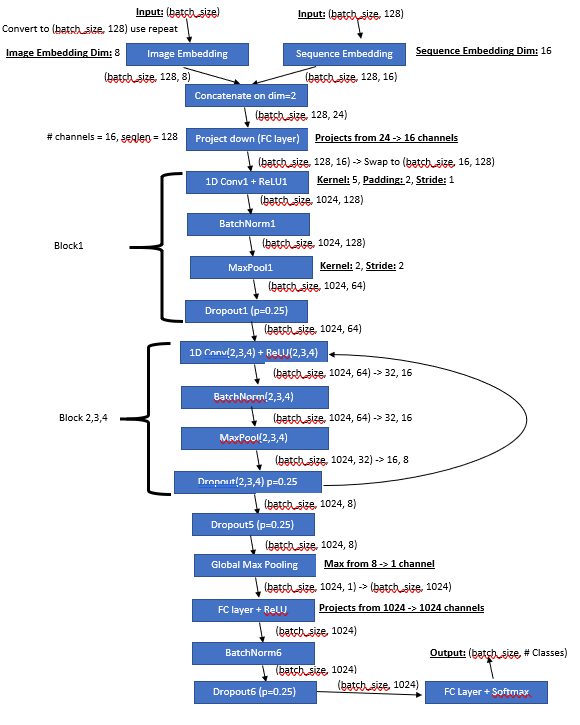 Input: (batch_size)
Input: (batch_size, 128)
Convert to (batch_size, 128) use repeat
Image Embedding Dim: 8
Image Embedding
Sequence Embedding
Sequence Embedding Dim: 16
(batch_size, 128, 8)
(batch_size, 128, 16)
Concatenate on dim=2
(batch_size, 128, 24)
# channels = 16, seqlen = 128
Project down (FC layer)
Projects from 24 -> 16 channels
(batch_size, 128, 16) -> Swap to (batch_size, 16, 128)
1D Conv1 + ReLU1
Kernel: 5, Padding: 2, Stride: 1
(batch_size, 1024, 128)
BatchNorm1
(batch_size, 1024, 128)
Block1
MaxPool1
Kernel: 2, Stride: 2
(batch_size, 1024, 64)
Dropout1 (p=0.25)
(batch_size, 1024, 64)
1D Conv(2,3,4) + ReLU(2,3,4)
(batch_size, 1024, 64) -> 32, 16
BatchNorm(2,3,4)
(batch_size, 1024, 64) -> 32, 16
Block 2,3,4
MaxPool(2,3,4)
(batch_size, 1024, 32) -> 16, 8
Dropout(2,3,4) p=0.25
(batch_size, 1024, 8)
Dropout5 (p=0.25)
(batch_size, 1024, 8)
Global Max Pooling
Max from 8 -> 1 channel
(batch_size, 1024, 1) -> (batch_size, 1024)
FC layer + ReLU
Projects from 1024 -> 1024 channels
(batch_size, 1024)
BatchNorm6
Output: (batch_size, # Classes)
(batch_size, 1024)
Dropout6 (p=0.25)
(batch_size, 1024)
FC Layer + Softmax